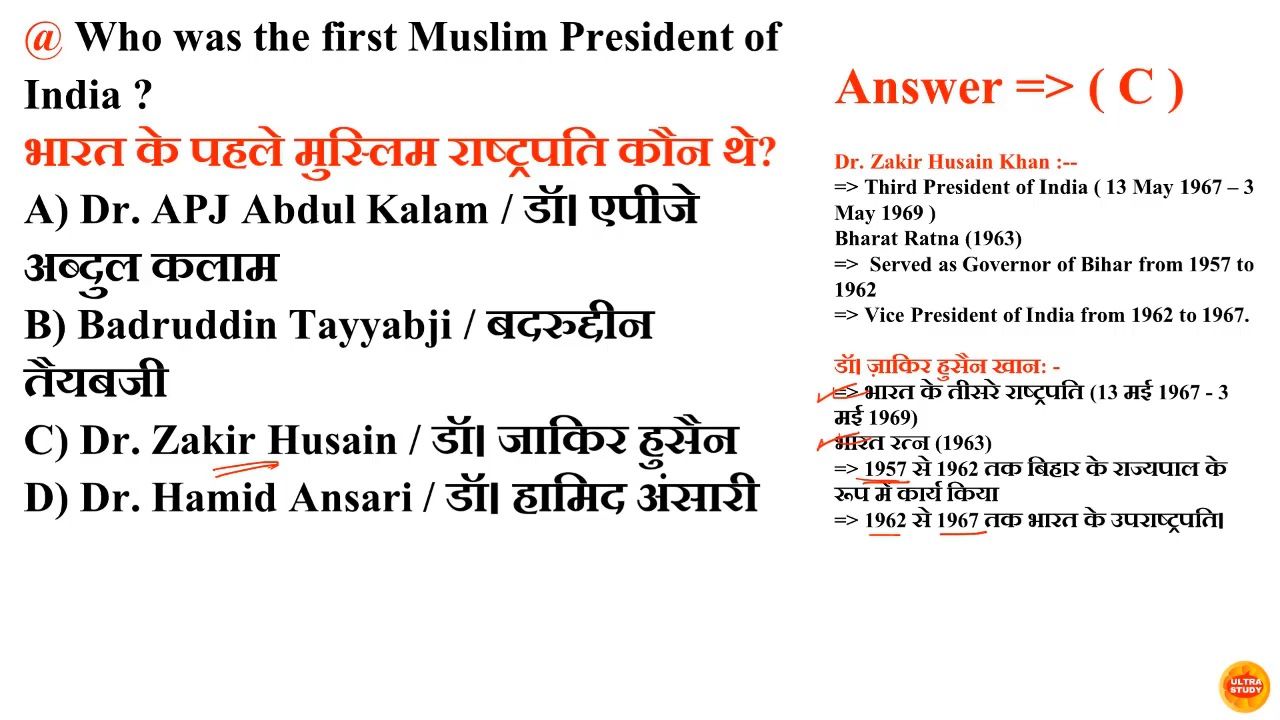 @ Who was the first Muslim President of
India ?
भारत के पहले मुस्लिम राष्ट्रपति कौन थे?
A) Dr. APJ Abdul Kalam / डॉ। एपीजे
अब्दुल कलाम
B) Badruddin Tayyabji / बदरुद्दीन
तैयबजी
C) Dr. Zakir Husain / डॉ। जाकिर हुसैन
D) Dr. Hamid Ansari / डॉ। हामिद अंसारी
Answer => ( C )
Dr. Zakir Husain Khan :--
=> Third President of India ( 13 May 1967 – 3
May 1969 )
Bharat Ratna (1963)
=> Served as Governor of Bihar from 1957 to
1962
=> Vice President of India from 1962 to 1967.
डॉ। ज़ाकिर हुसैन खान: -
=> भारत के तीसरे राष्ट्रपति (13 मई 1967 - 3
मई 1969)
भारत रत्न (1963)
=> 1957 से 1962 तक बिहार के राज्यपाल के
रूप में कार्य किया
=> 1962 से 1967 तक भारत के उपराष्ट्रपति।
ULTRA
STUDY